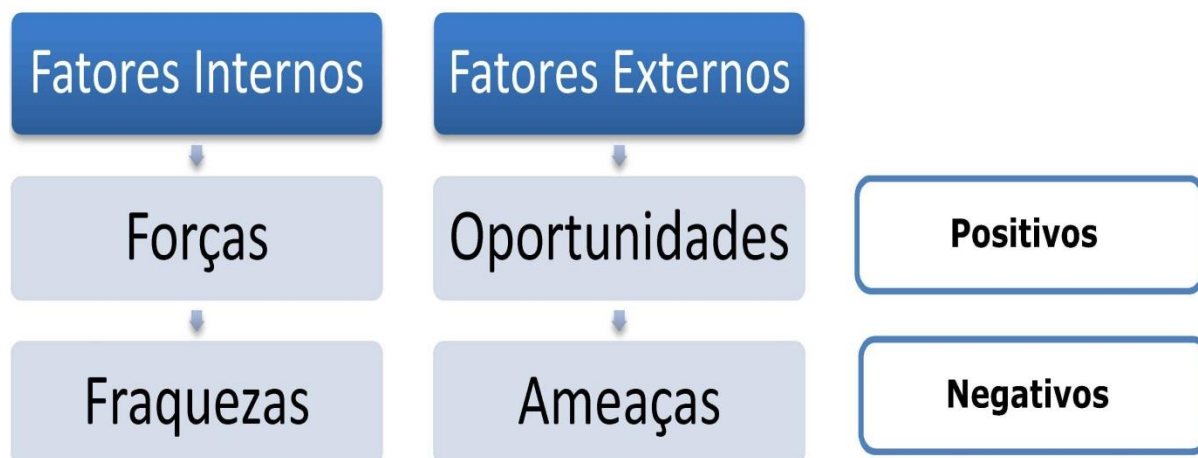 Fatores Internos
Fatores Externos
Forças
Oportunidades
Positivos
Fraquezas
Ameaças
Negativos